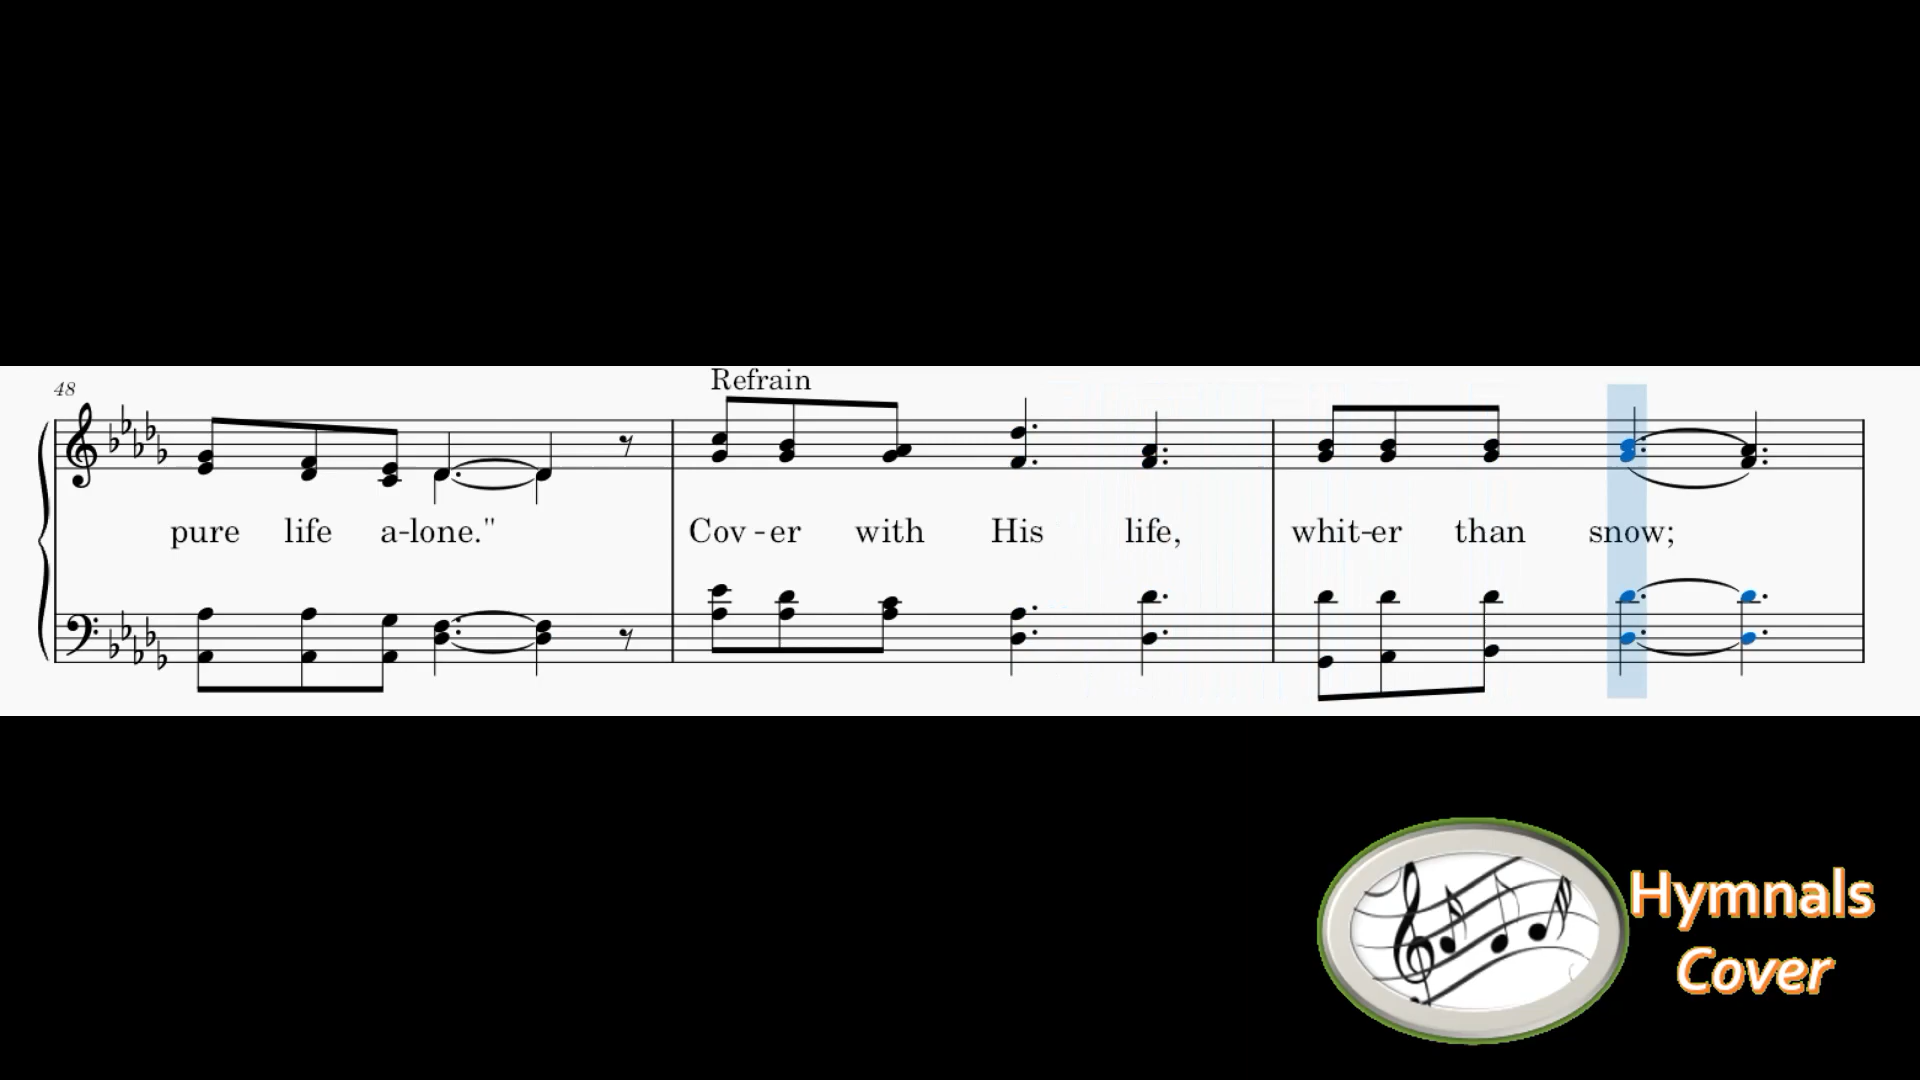 48
Refrain
pure life a-lone." Cov-er with His life, whit-er than snow;
Hymnals
Cover